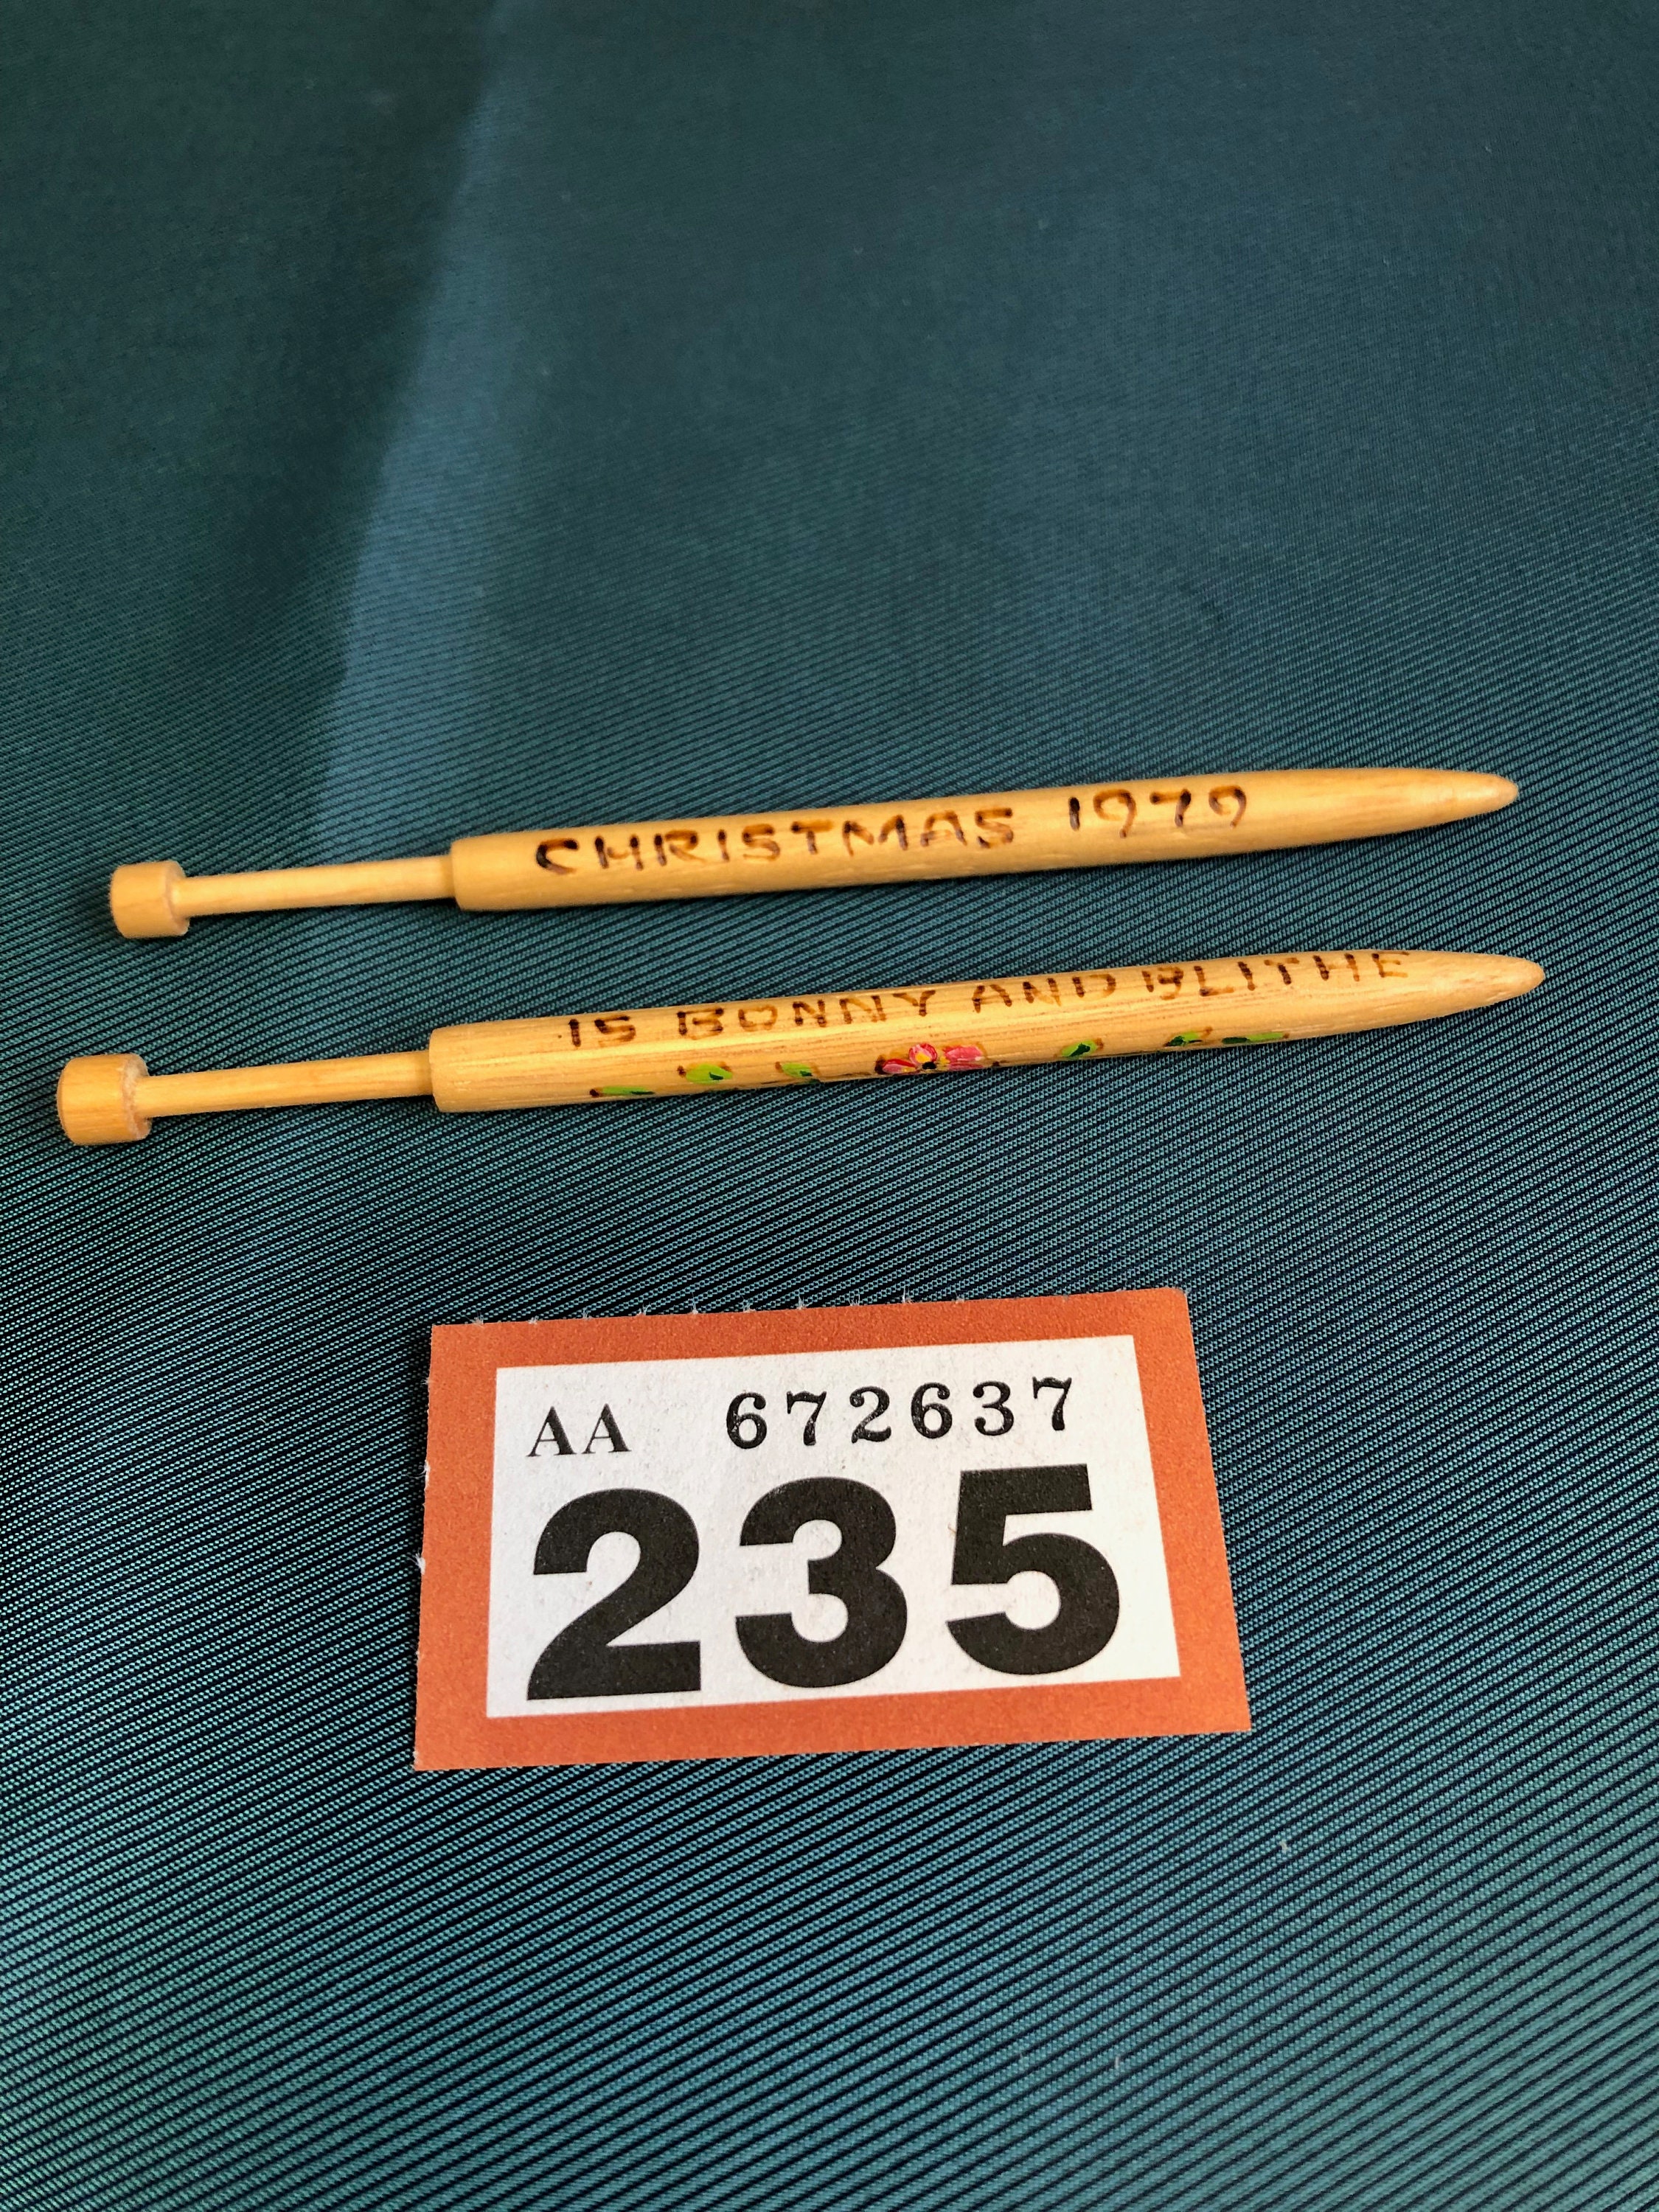 CHRISTMAS 1979
IS BONNY AND BLITHE
AA 672637
235